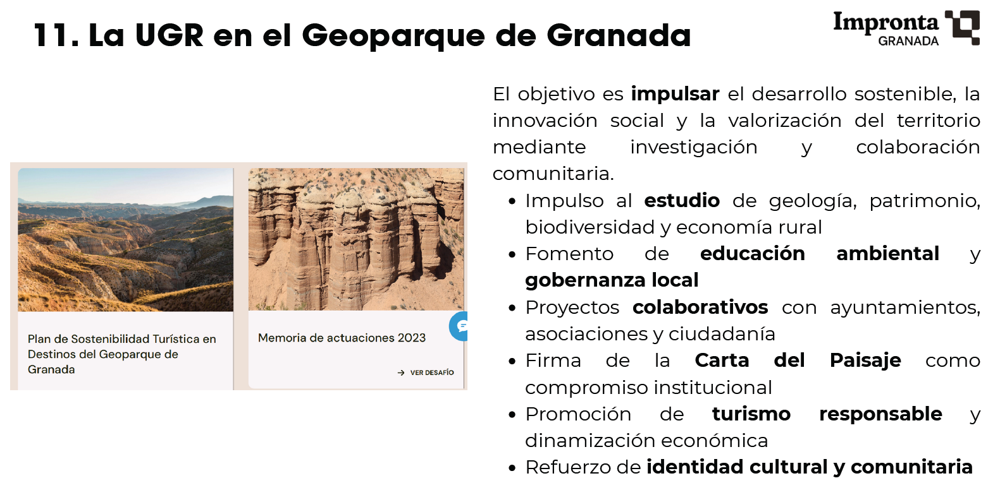 11. La UGR en el Geoparque de Granada
Impronta
GRANADA
El objetivo es impulsar el desarrollo sostenible, la
innovación social y la valorización del territorio
mediante investigación y colaboración
comunitaria.
• Impulso al estudio de geología, patrimonio,
biodiversidad y economía rural
• Fomento de educación ambiental y
gobernanza local
• Proyectos colaborativos con ayuntamientos,
asociaciones y ciudadanía
• Firma de la Carta del Paisaje como
compromiso institucional
• Promoción de turismo responsable y
dinamización económica
• Refuerzo de identidad cultural y comunitaria
Plan de Sostenibilidad Turística en
Destinos del Geoparque de
Granada
Memoria de actuaciones 2023
→ VER DESAFÍO